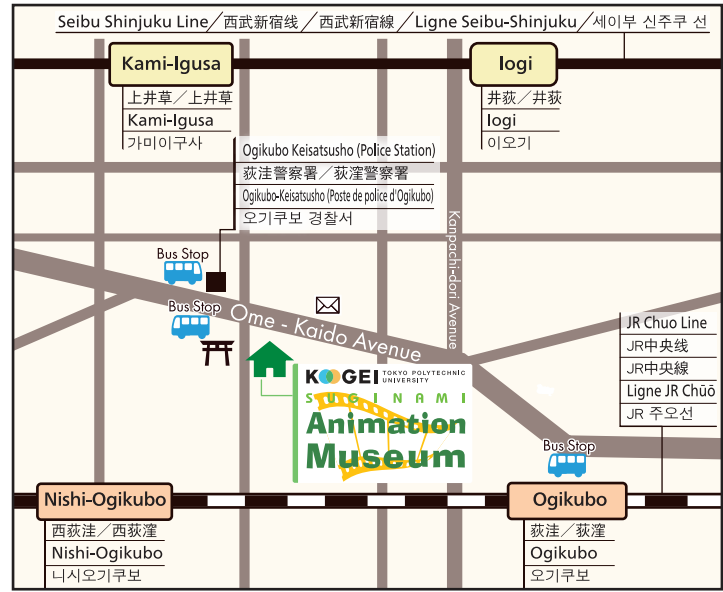 Seibu Shinjuku Line／西武新宿线／西武新宿線／Ligne Seibu-Shinjuku／세이부 신주쿠 선
Kami-Igusa
上井草／上井草
Kami-Igusa
가미이구사
Iogi
井荻／井荻
Iogi
이오기
Ogikubo Keisatsusho (Police Station)
荻洼警察署／荻窪警察署
Ogikubo-Keisatsusho (Poste de police d'Ogikubo)
오기쿠보 경찰서
Kanpachi-dori Avenue
Bus Stop
Bus Stop
Ome - Kaido Avenue
JR Chuo Line
JR中央线
JR中央線
Ligne JR Chūō
JR 주오선
KOGEI TOKYO POLYTECHNIC
UNIVERSITY
SUGINAMI
Animation
Museum
Bus Stop
Nishi-Ogikubo
西荻洼／西荻窪
Nishi-Ogikubo
니시오기쿠보
Ogikubo
荻洼／荻窪
Ogikubo
오기쿠보